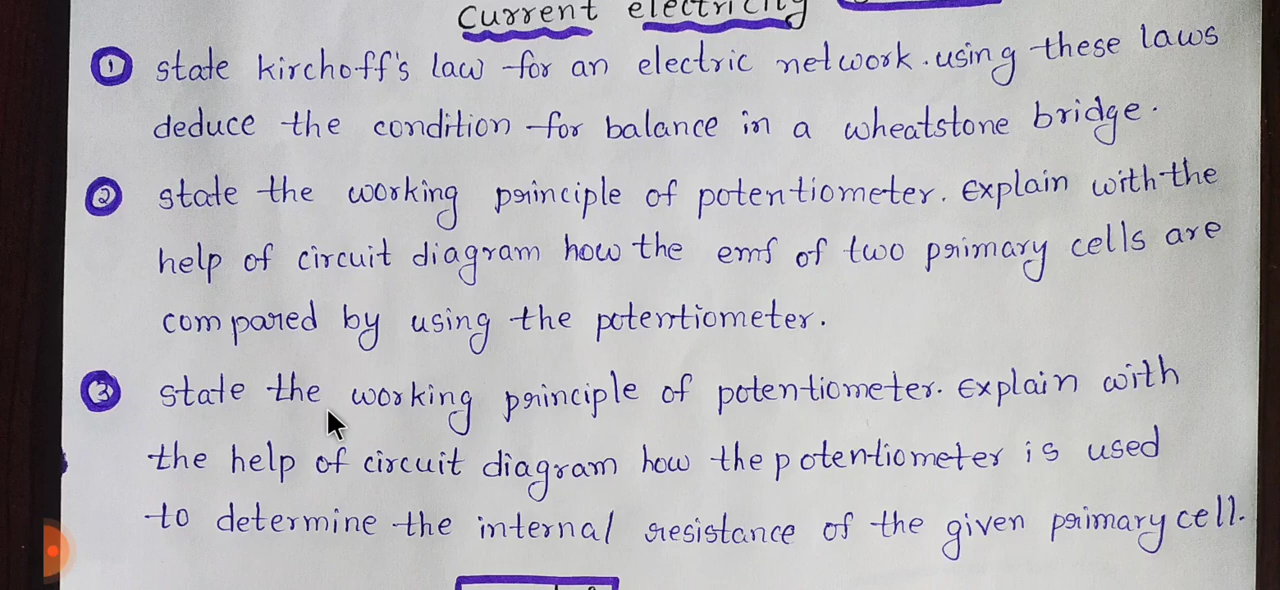 Current electricity
① state kirchoff's law for an electric network. using these laws
deduce the condition for balance in a wheatstone bridge.
② state the working principle of potentiometer. Explain with the
help of circuit diagram how the emf of two primary cells are
compared by using the potentiometer.
③ state the working principle of potentiometer. Explain with
the help of circuit diagram how the potentiometer is used
to determine the internal resistance of the given primary cell.